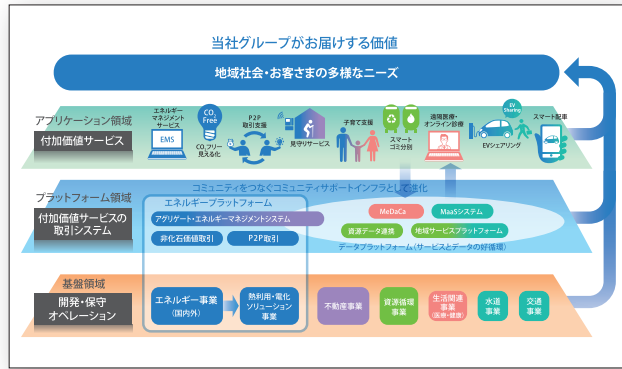 当社グループがお届けする価値
地域社会・お客さまの多様なニーズ
アプリケーション領域
付加価値サービス
エネルギー
マネジメント
サービス
EMS
CO2
Free
CO2フリー
見える化
P2P
取引支援
見守りサービス
子育て支援
スマート
ゴミ分別
遠隔医療・
オンライン診療
EV
Sharing
EVシェアリング
スマート配車
プラットフォーム領域
付加価値サービスの
取引システム
コミュニティをつなぐコミュニティサポートインフラとして進化
エネルギープラットフォーム
アグリゲート・エネルギーマネジメントシステム
非化石価値取引
P2P取引
MeDaCa
MaaSシステム
資源データ連携
地域サービスプラットフォーム
データプラットフォーム(サービスとデータの好循環)
基盤領域
開発・保守
オペレーション
エネルギー事業
(国内外)
熱利用・電化
ソリューション
事業
不動産事業
資源循環
事業
生活関連
事業
(医療・健康)
水道
事業
交通
事業